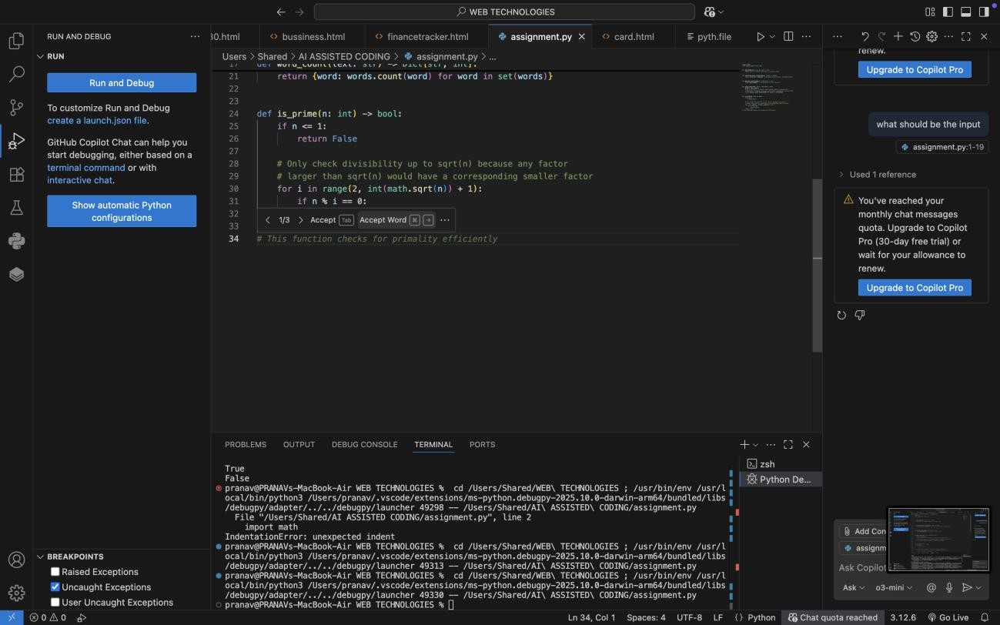 WEB TECHNOLOGIES
RUN AND DEBUG
RUN
Run and Debug
To customize Run and Debug
create a launch.json file.
GitHub Copilot Chat can help you
start debugging, either based on a
terminal command or with
interactive chat.
Show automatic Python
configurations
BREAKPOINTS
Raised Exceptions
Uncaught Exceptions
User Uncaught Exceptions
30.html
<> bussiness.html
<> financetracker.html
assignment.py
<> card.html
pyth.file
Users > Shared > AI ASSISTED CODING > assignment.py > ...
17 def word_count(text: str) -> Dict[str, int]:
21 return {word: words.count(word) for word in set(words)}
22
23
24 def is_prime(n: int) -> bool:
25 if n <= 1:
26 return False
27
28 # Only check divisibility up to sqrt(n) because any factor
29 # larger than sqrt(n) would have a corresponding smaller factor
30 for i in range(2, int(math.sqrt(n)) + 1):
31 if n % i == 0:
32
< 1/3 > Accept Tab Accept Word ⌘ → ...
33
34 # This function checks for primality efficiently
PROBLEMS OUTPUT DEBUG CONSOLE TERMINAL PORTS
True
False
pranav@PRANAVs-MacBook-Air WEB TECHNOLOGIES % cd /Users/Shared/WEB\ TECHNOLOGIES ; /usr/bin/env /usr/l
ocal/bin/python3 /Users/pranav/.vscode/extensions/ms-python.debugpy-2025.10.0-darwin-arm64/bundled/libs
/debugpy/adapter/../../debugpy/launcher 49298 -- /Users/Shared/AI\ ASSISTED\ CODING/assignment.py
File "/Users/Shared/AI ASSISTED CODING/assignment.py", line 2
import math
IndentationError: unexpected indent
pranav@PRANAVs-MacBook-Air WEB TECHNOLOGIES % cd /Users/Shared/WEB\ TECHNOLOGIES ; /usr/bin/env /usr/l
ocal/bin/python3 /Users/pranav/.vscode/extensions/ms-python.debugpy-2025.10.0-darwin-arm64/bundled/libs
/debugpy/adapter/../../debugpy/launcher 49313 -- /Users/Shared/AI\ ASSISTED\ CODING/assignment.py
pranav@PRANAVs-MacBook-Air WEB TECHNOLOGIES % cd /Users/Shared/WEB\ TECHNOLOGIES ; /usr/bin/env /usr/l
ocal/bin/python3 /Users/pranav/.vscode/extensions/ms-python.debugpy-2025.10.0-darwin-arm64/bundled/libs
/debugpy/adapter/../../debugpy/launcher 49330 -- /Users/Shared/AI\ ASSISTED\ CODING/assignment.py
pranav@PRANAVs-MacBook-Air WEB TECHNOLOGIES %
zsh
Python De...
renew.
Upgrade to Copilot Pro
what should be the input
assignment.py:1-19
Used 1 reference
You've reached your
monthly chat messages
quota. Upgrade to Copilot
Pro (30-day free trial) or
wait for your allowance to
renew.
Upgrade to Copilot Pro
Add Con
assignm
Ask Copilot
Ask o3-mini @
0 0
Ln 34, Col 1 Spaces: 4 UTF-8 LF {} Python Chat quota reached 3.12.6 Go Live